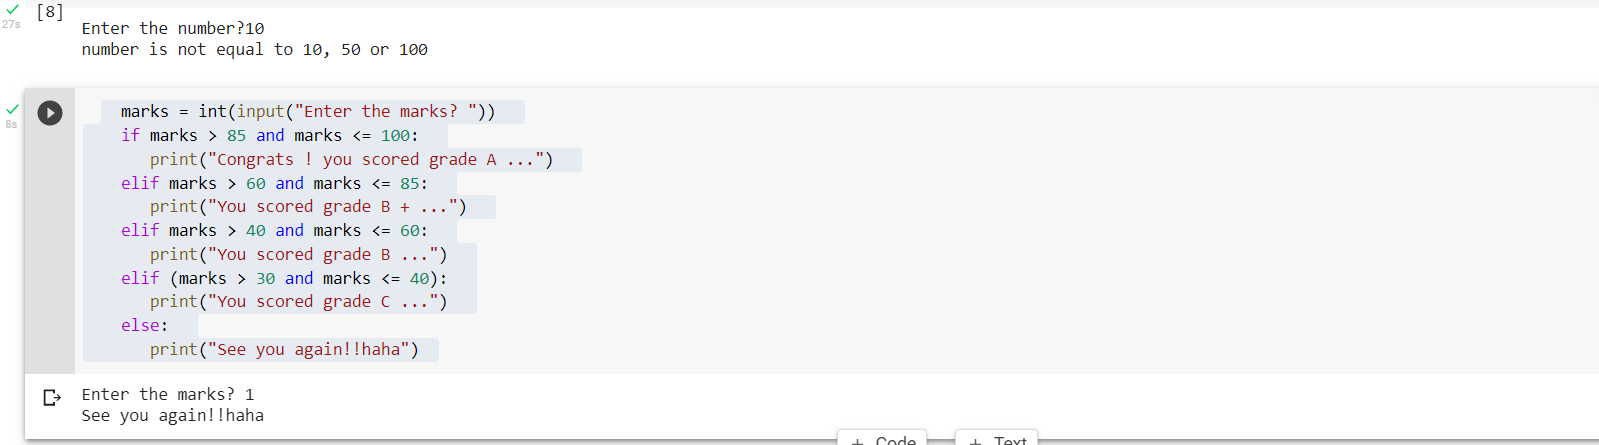 [8]
27s
Enter the number?10
number is not equal to 10, 50 or 100
8s
marks = int(input("Enter the marks? "))
if marks > 85 and marks <= 100:
   print("Congrats ! you scored grade A ...")
elif marks > 60 and marks <= 85:
   print("You scored grade B + ...")
elif marks > 40 and marks <= 60:
   print("You scored grade B ...")
elif (marks > 30 and marks <= 40):
   print("You scored grade C ...")
else:
   print("See you again!!haha")
Enter the marks? 1
See you again!!haha
+ Code + Text